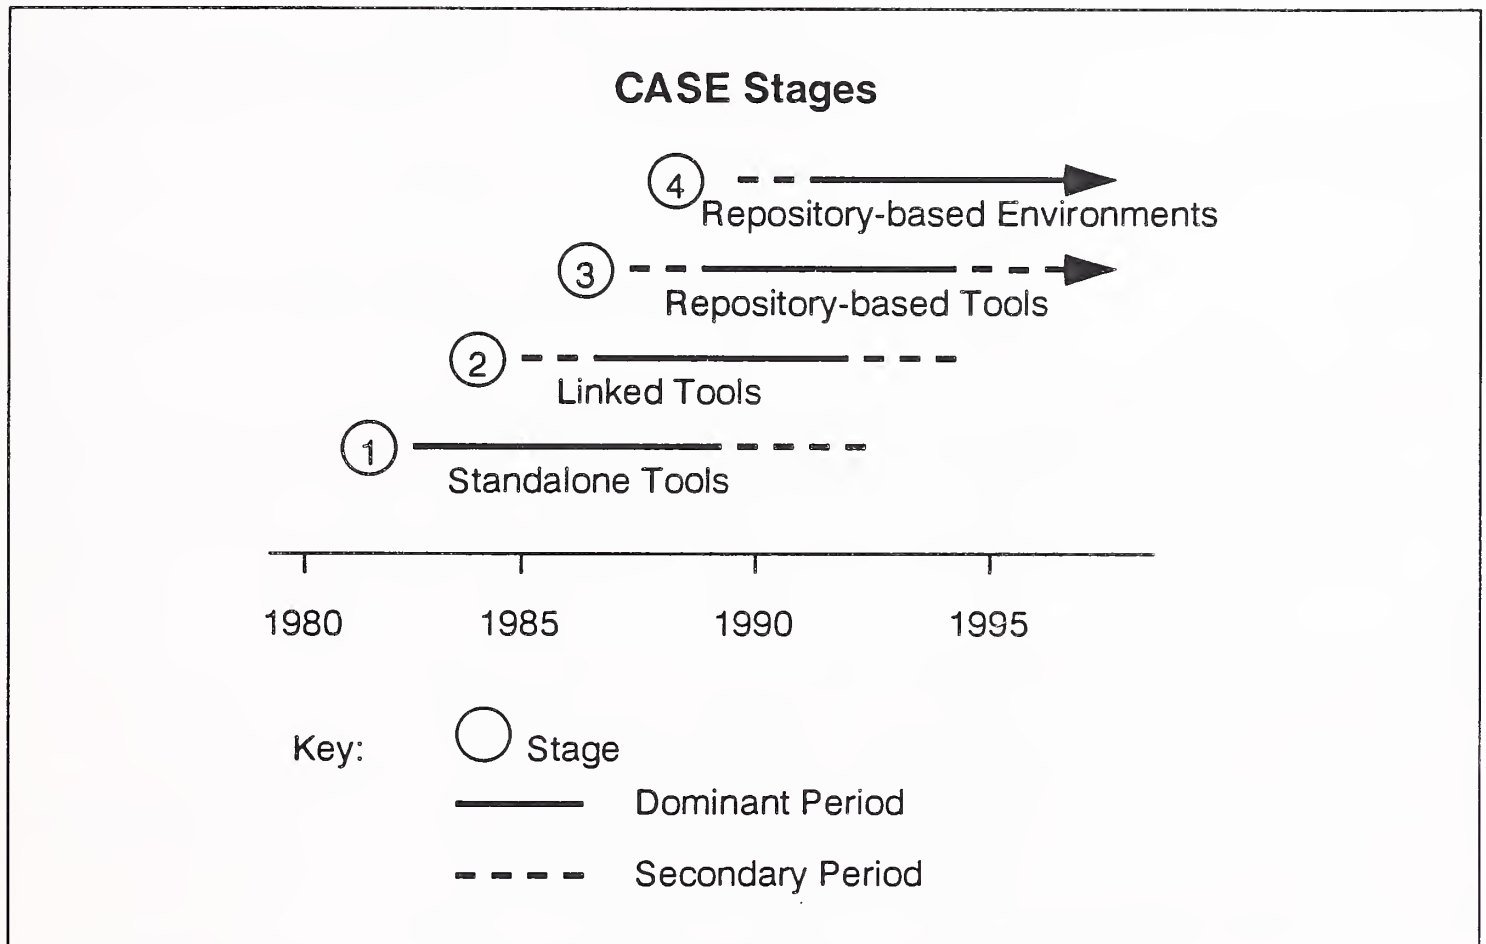 CASE Stages
4
Repository-based Environments
3
Repository-based Tools
2
Linked Tools
1
Standalone Tools
1980 1985 1990 1995
Key: Stage
Dominant Period
Secondary Period